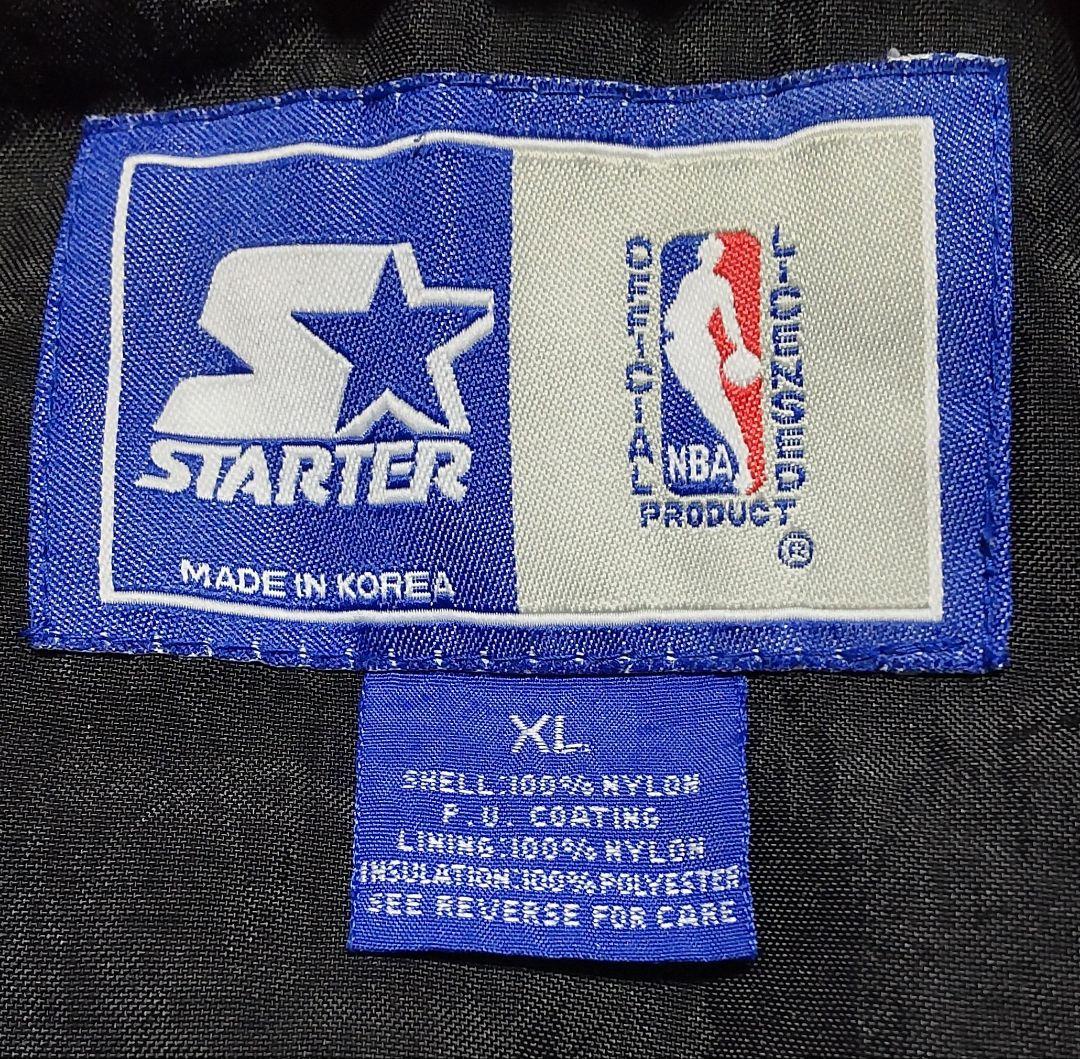 STARTER
MADE IN KOREA
OFFICIAL
LICENSED
NBA
PRODUCT
®
XL
SHELL:100% NYLON
P.U. COATING
LINING:100% NYLON
INSULATION:100% POLYESTER
SEE REVERSE FOR CARE